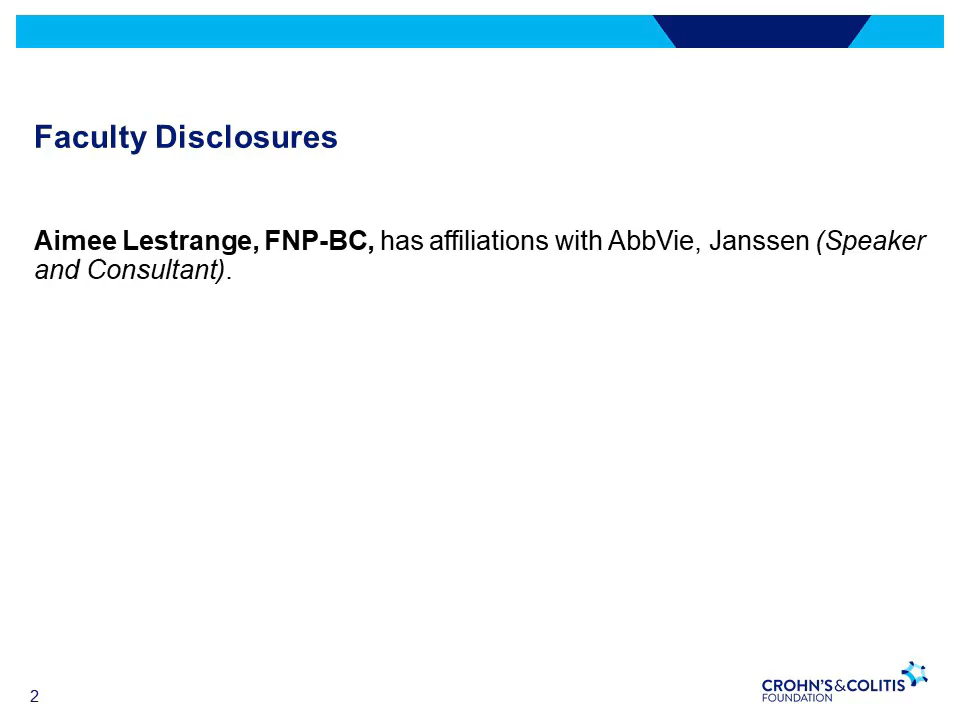 Faculty Disclosures
Aimee Lestrange, FNP-BC, has affiliations with AbbVie, Janssen (Speaker
and Consultant).
2
CROHN'S&COLITIS
FOUNDATION